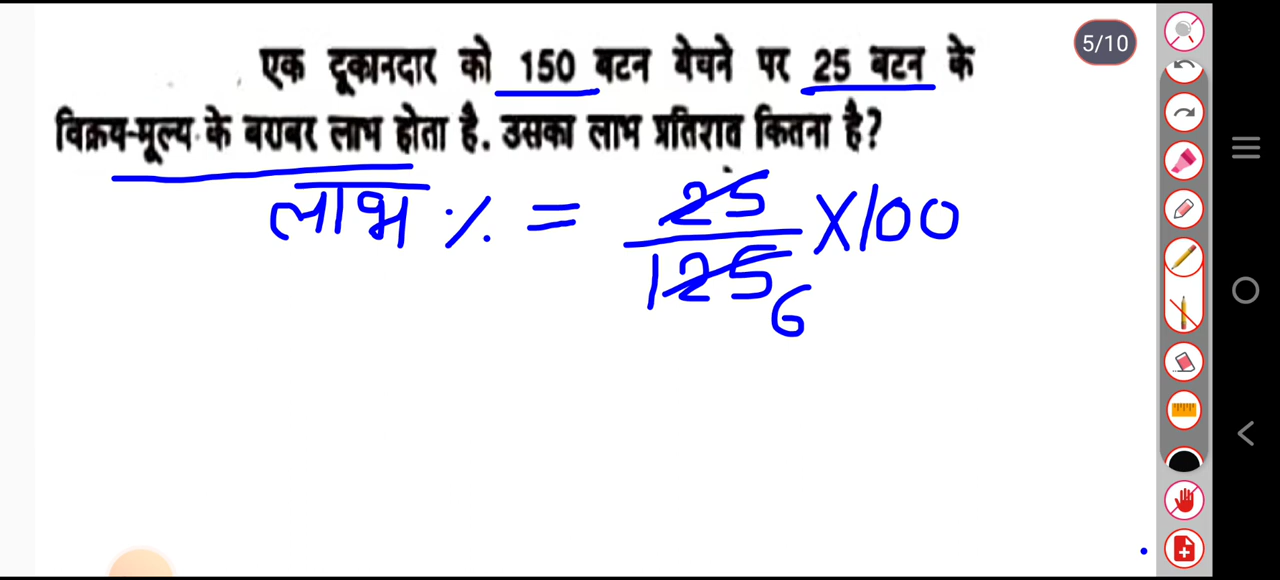 5/10
एक दूकानदार को 150 बटन बेचने पर 25 बटन के
विक्रय-मूल्य के बराबर लाभ होता है. उसका लाभ प्रतिशत कितना है?
लाभ % = 25/125 X100
6